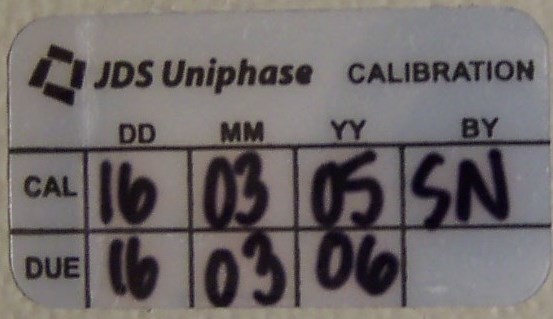 JDS Uniphase CALIBRATION
DD MM YY BY
CAL 16 03 05 SN
DUE 16 03 06